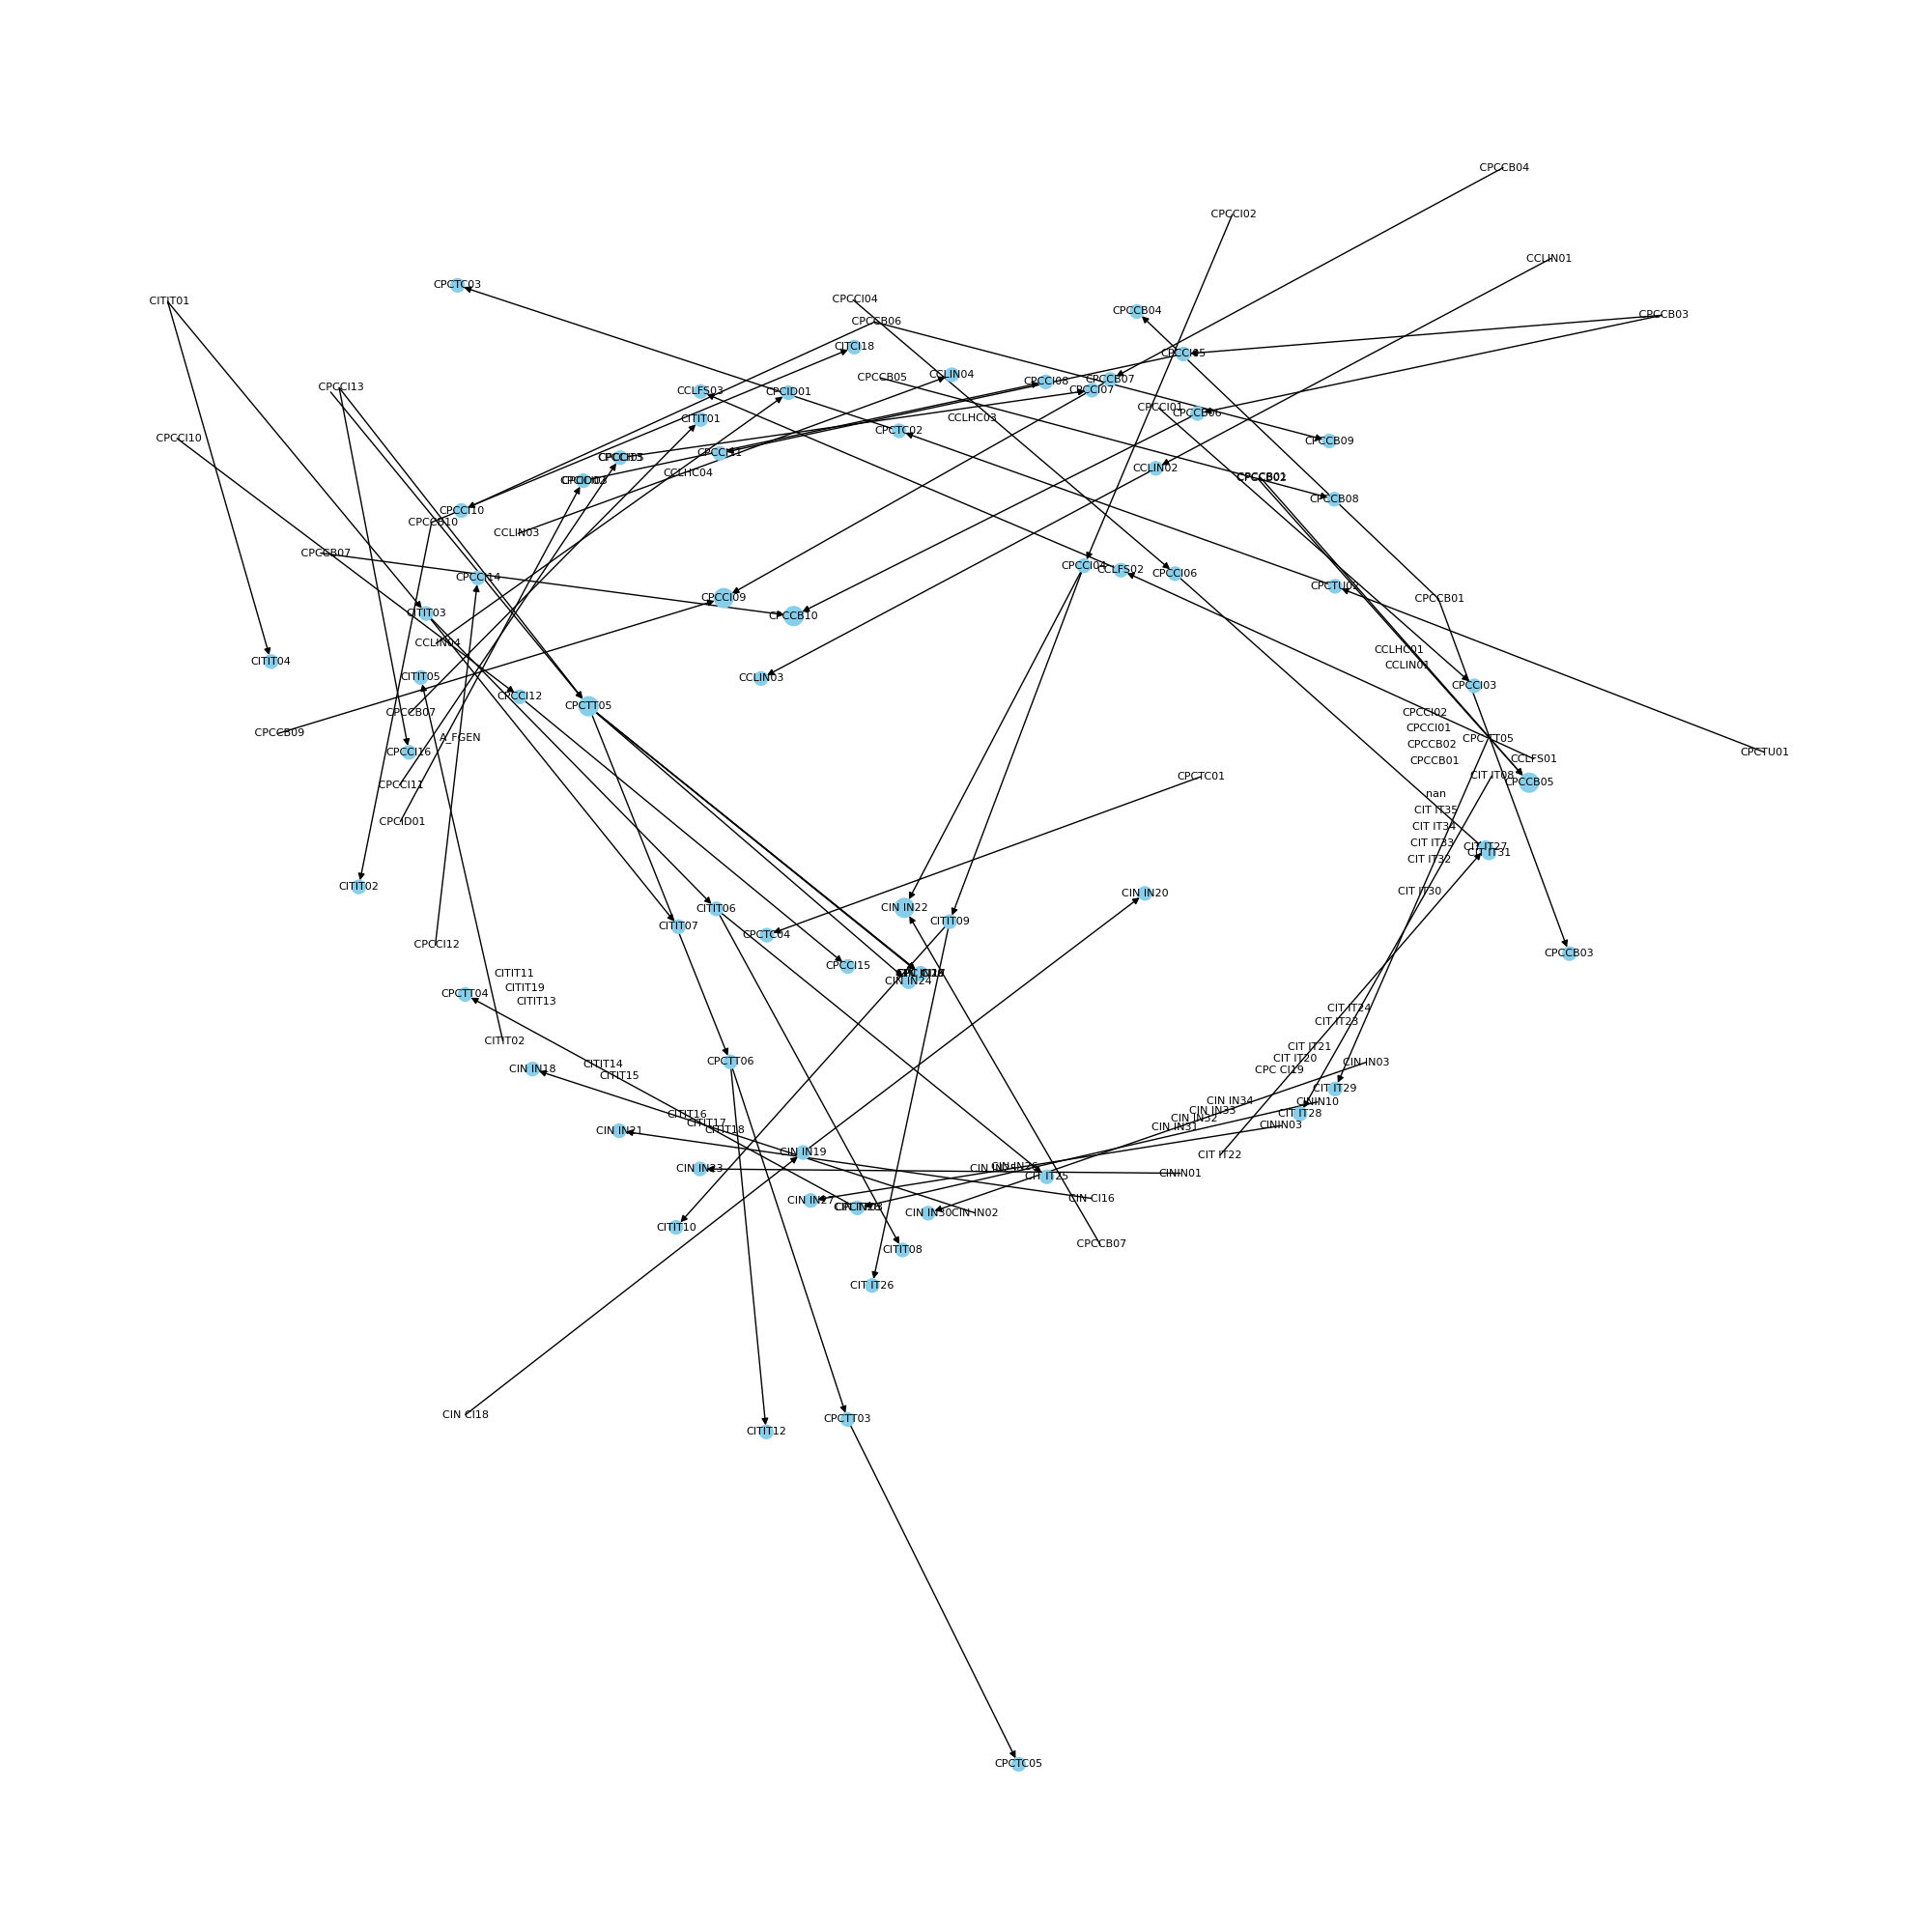 CPCCB04
CPCCI02
CCLIN01
CPCTC03
CPCCI04
CITIT01
CPCCB04
CPCCB03
CPCCB06
CITCI18
CPCCI05
CCLIN04
CPCCB05
CPCCI08
CPCCB07
CPCCI13
CCLFS03
CPCID01
CPCCI07
CPCCI01
CPCCB06
CITIT01
CCLHC03
CPCTC02
CPCCI10
CPCCB09
CPCCI11
CCLIN02
CCLHC04
CPCCB08
CPCCI10
CPCCB10
CCLIN03
CPCCB07
CPCCI04
CCLFS02
CPCCI06
CPCCI14
CPCTU02
CPCCI09
CPCCB01
CITIT03
CPCCB10
CCLIN04
CCLHC01
CITIT04
CCLIN01
CITIT05
CCLIN03
CPCCI03
CPCCI12
CPCTT05
CPCCB07
CPCCI02
CPCCI01
CPCCB09
A_FGEN
CPCTT05
CPCCB02
CPCCI16
CPCTU01
CCLFS01
CPCCB01
CPCTC01
CIT IT08
CPCCB05
CPCCI11
nan
CIT IT35
CPCID01
CIT IT34
CIT IT33
CIT IT27
CIT IT31
CIT IT32
CITIT02
CIT IT30
CIN IN20
CITIT06
CIN IN22
CITIT09
CITIT07
CPCTC04
CPCCI12
CPCCB03
CPCCI15
CITIT11
CIN IN24
CITIT19
CPCTT04
CITIT13
CIT IT24
CIT IT23
CITIT02
CIT IT21
CIT IT20
CPCTT06
CITIT14
CIN IN03
CIN IN18
CPC CI19
CITIT15
CIT IT29
CIN IN34
CININ10
CIN IN33
CIT IT28
CITIT16
CIN IN32
CITIT17
CININ03
CIN IN31
CITIT18
CIN IN21
CIN IN19
CIT IT22
CIN IN23
CIN IN26
CININ01
CIT IT25
CIN IN27
CIN CI16
CIN IN30
CIN IN02
CITIT10
CPCCB07
CITIT08
CIT IT26
CIN CI18
CPCTT03
CITIT12
CPCTC05